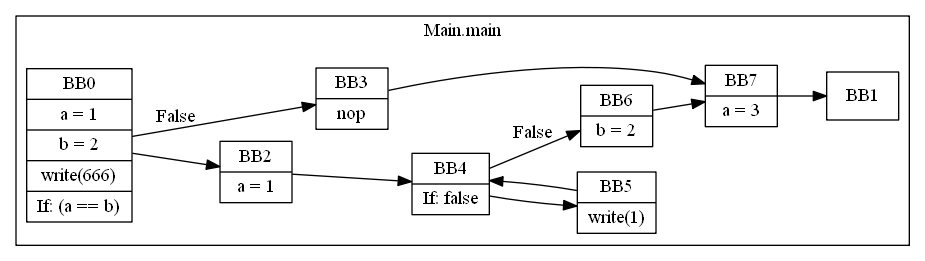 Main.main
BB0
a = 1
b = 2
write(666)
If: (a == b)
False
BB3
nop
BB2
a = 1
BB4
If: false
False
BB6
b = 2
BB5
write(1)
BB7
a = 3
BB1